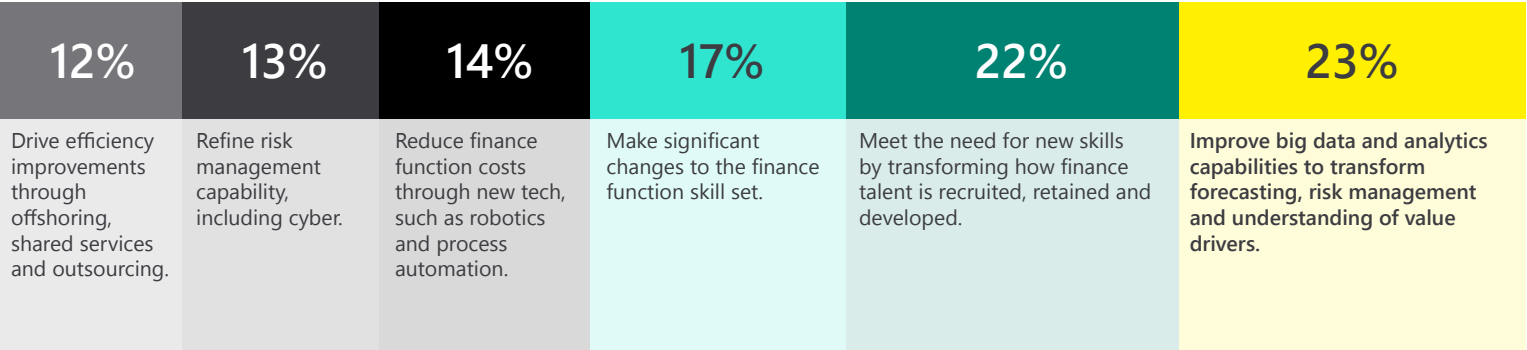 12%
Drive efficiency
improvements
through
offshoring,
shared services
and outsourcing.
13%
Refine risk
management
capability,
including cyber.
14%
Reduce finance
function costs
through new tech,
such as robotics
and process
automation.
17%
Make significant
changes to the finance
function skill set.
22%
Meet the need for new skills
by transforming how finance
talent is recruited, retained and
developed.
23%
Improve big data and analytics
capabilities to transform
forecasting, risk management
and understanding of value
drivers.